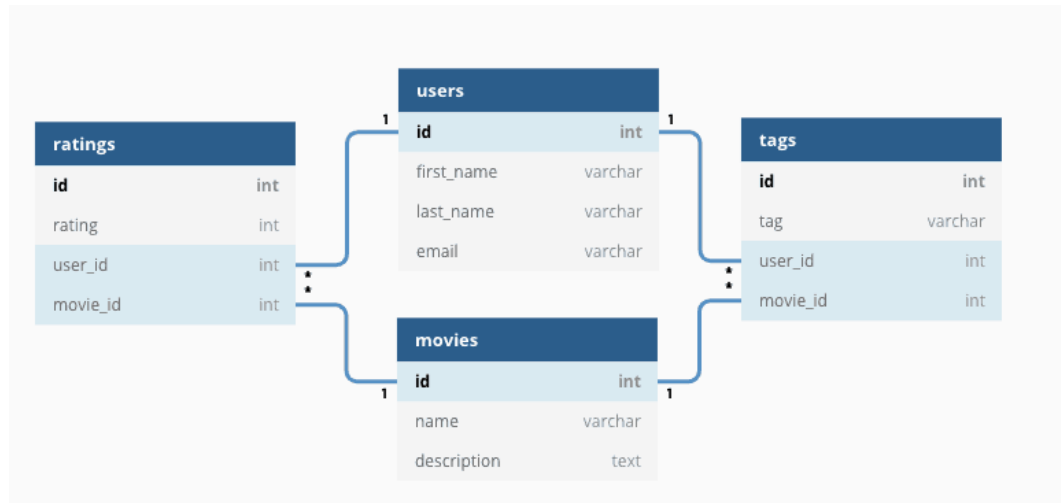 ratings
id int
rating int
user_id int
movie_id int
*
*
users
1 id int 1
first_name varchar
last_name varchar
email varchar
movies
1 id int 1
name varchar
description text
tags
id int
tag varchar
* user_id int
* movie_id int